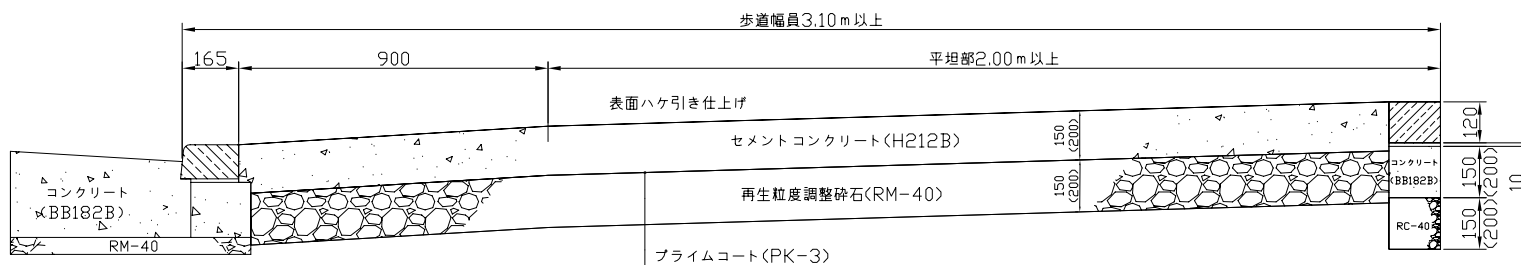 歩道幅員3.10m以上
165
900
平坦部2.00m以上
表面ハケ引き仕上げ
セメントコンクリート(H212B)
150
(200)
120
コンクリート
(BB182B)
再生粒度調整砕石(RM-40)
150
(200)
コンクリート
(BB182B)
150
(200)
10
RM-40
RC-40
150
(200)
プライムコート(PK-3)